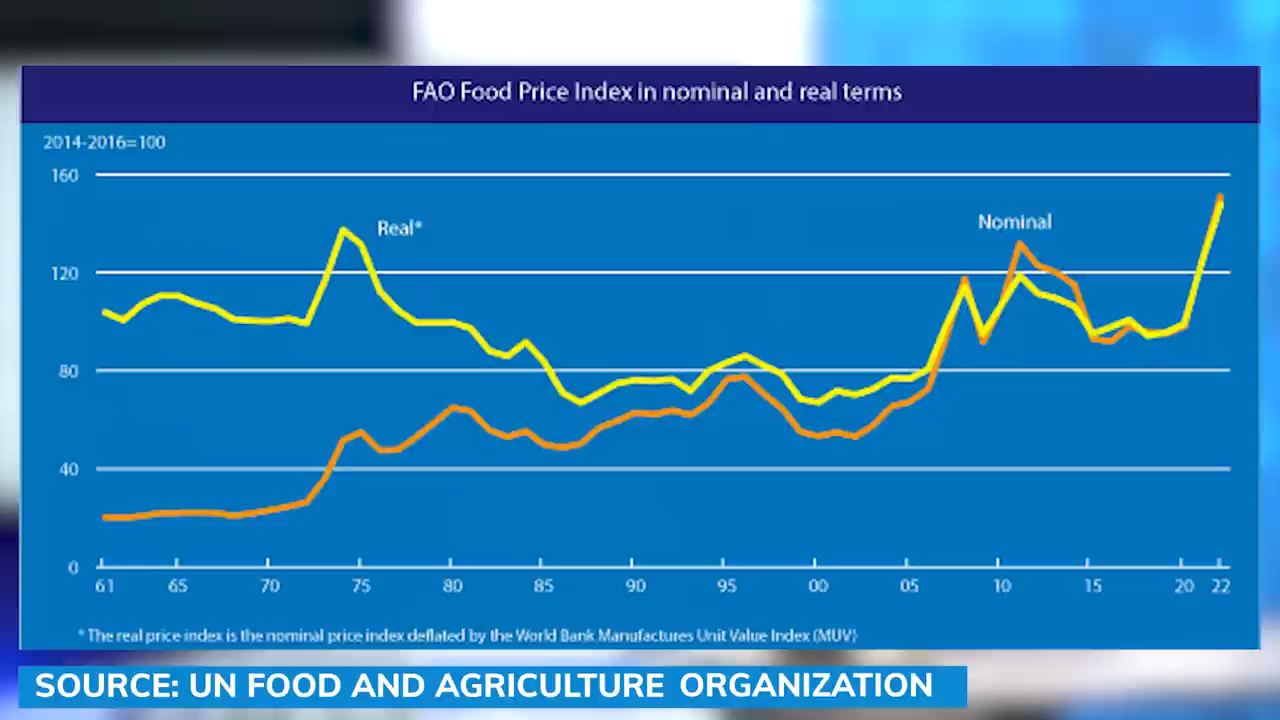 FAO Food Price Index in nominal and real terms
2014-2016=100
160
Real*
Nominal
120
80
40
0
61 65 70 75 80 85 90 95 00 05 10 15 20 22
* The real price index is the nominal price index deflated by the World Bank Manufactures Unit Value Index (MUV)
SOURCE: UN FOOD AND AGRICULTURE ORGANIZATION